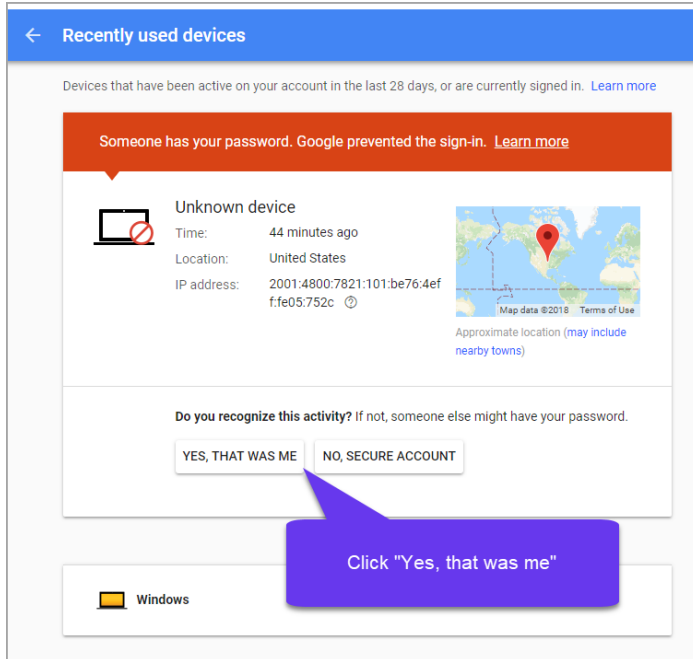 Recently used devices
Devices that have been active on your account in the last 28 days, or are currently signed in. Learn more
Someone has your password. Google prevented the sign-in. Learn more
Unknown device
Time: 44 minutes ago
Location: United States
IP address: 2001:4800:7821:101:be76:4ef
f:fe05:752c
Map data ©2018 Terms of Use
Approximate location (may include
nearby towns)
Do you recognize this activity? If not, someone else might have your password.
YES, THAT WAS ME NO, SECURE ACCOUNT
Click "Yes, that was me"
Windows